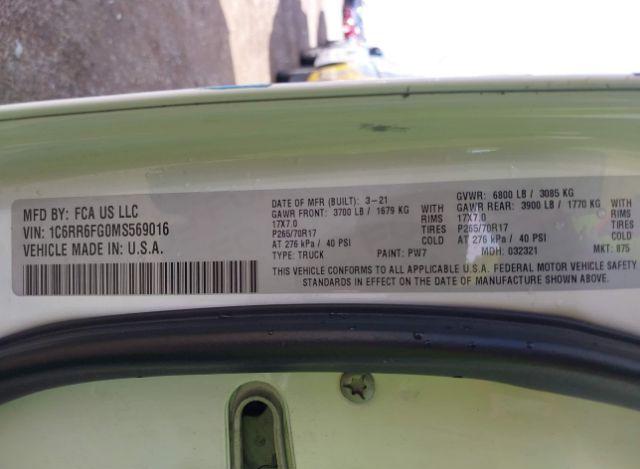 MFD BY: FCA US LLC
VIN: 1C6RR6FG0MS569016
VEHICLE MADE IN U.S.A.
DATE OF MFR (BUILT): 3-21
GAWR FRONT: 3700 LB / 1679 KG WITH
17X7.0 RIMS
P265/70R17 TIRES
AT 276 kPa / 40 PSI COLD
TYPE: TRUCK PAINT: PW7
GVWR: 6800 LB / 3085 KG
GAWR REAR: 3900 LB / 1770 KG WITH
17X7.0 RIMS
P265/70R17 TIRES
AT 276 kPa / 40 PSI COLD
MDH: 032321 MKT: 875
THIS VEHICLE CONFORMS TO ALL APPLICABLE U.S.A. FEDERAL MOTOR VEHICLE SAFETY
STANDARDS IN EFFECT ON THE DATE OF MANUFACTURE SHOWN ABOVE.